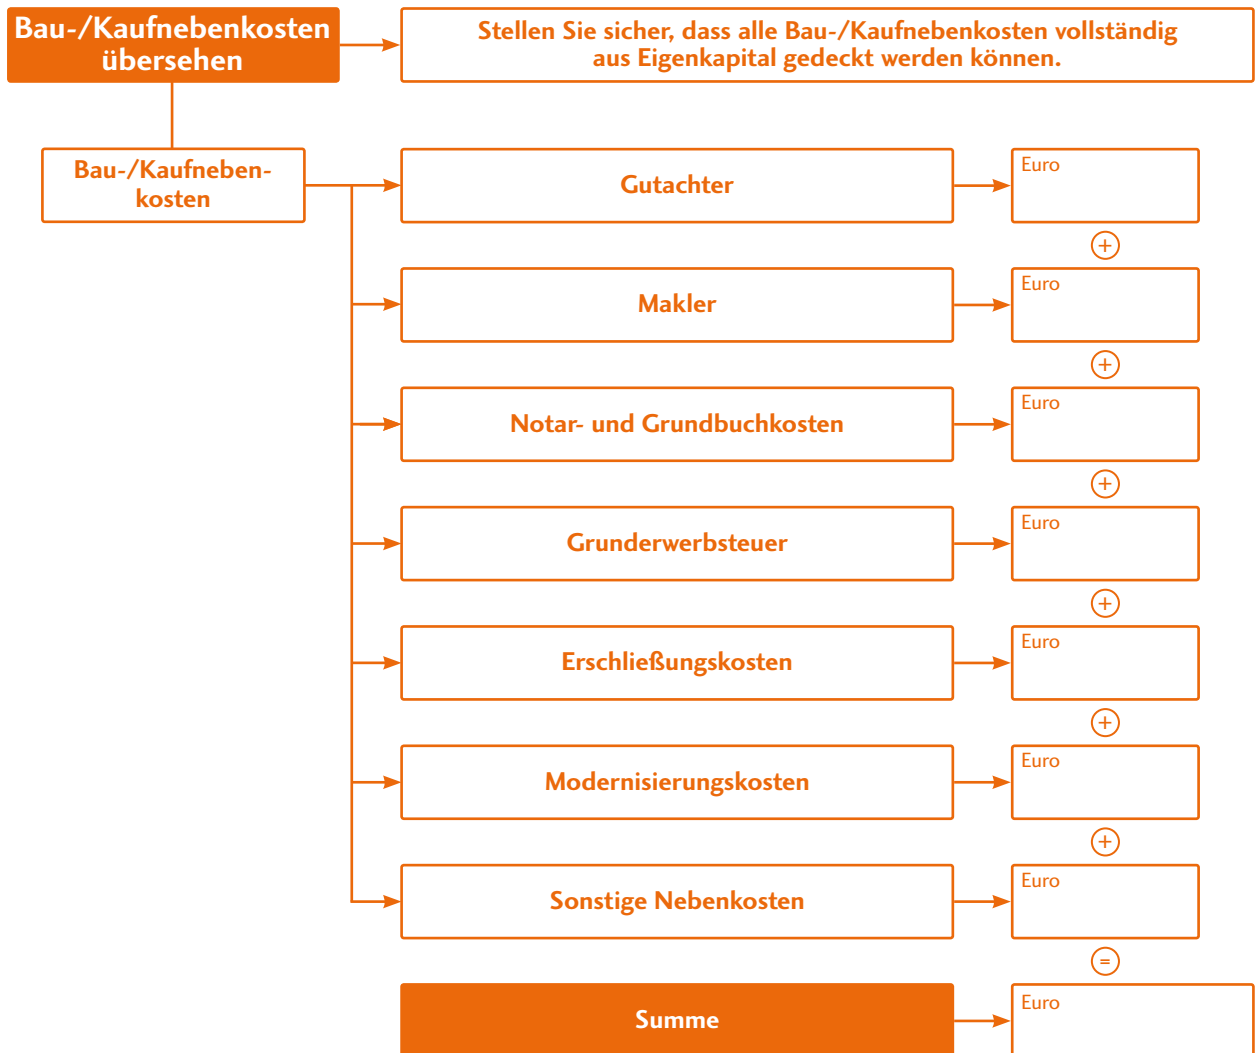 Bau-/Kaufnebenkosten
übersehen
Stellen Sie sicher, dass alle Bau-/Kaufnebenkosten vollständig
aus Eigenkapital gedeckt werden können.
Bau-/Kaufneben-
kosten
Gutachter
Euro
+
Makler
Euro
+
Notar- und Grundbuchkosten
Euro
+
Grunderwerbsteuer
Euro
+
Erschließungskosten
Euro
+
Modernisierungskosten
Euro
+
Sonstige Nebenkosten
Euro
=
Summe
Euro